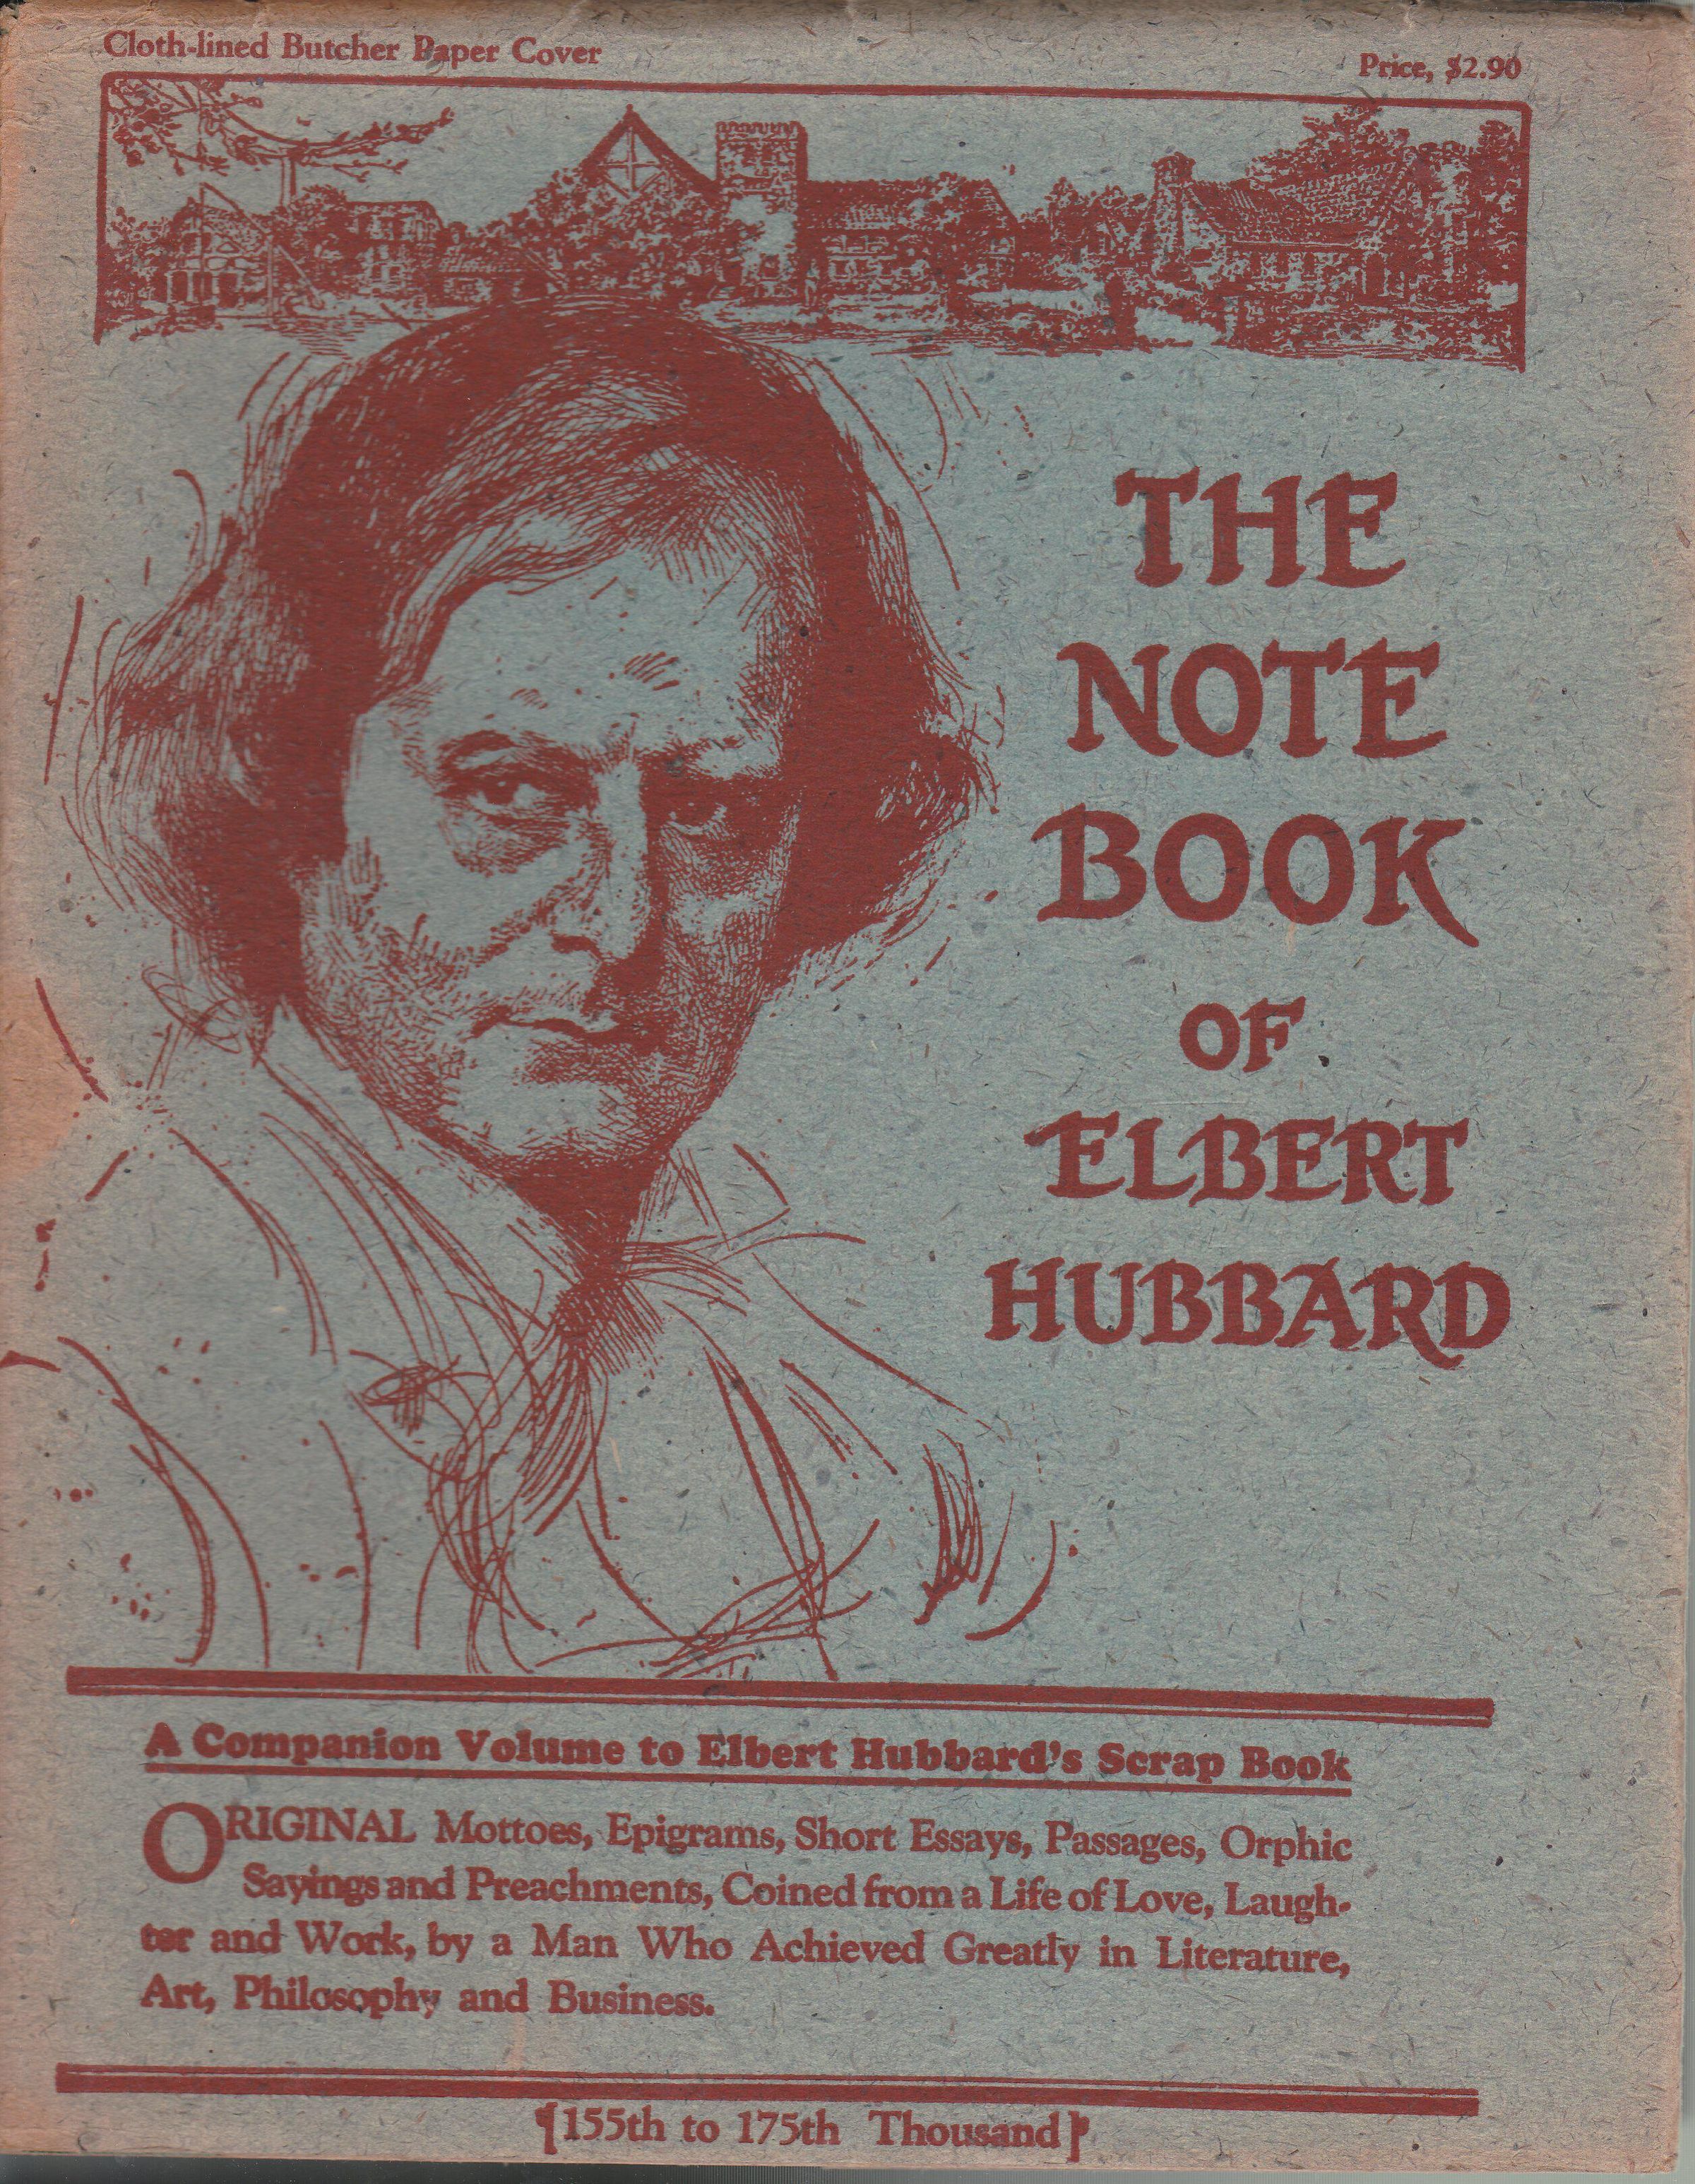 Cloth-lined Butcher Paper Cover
Price, $2.90
THE
NOTE
BOOK
OF
ELBERT
HUBBARD
A Companion Volume to Elbert Hubbard's Scrap Book
ORIGINAL Mottoes, Epigrams, Short Essays, Passages, Orphic
Sayings and Preachments, Coined from a Life of Love, Laugh-
ter and Work, by a Man Who Achieved Greatly in Literature,
Art, Philosophy and Business.
[155th to 175th Thousand]